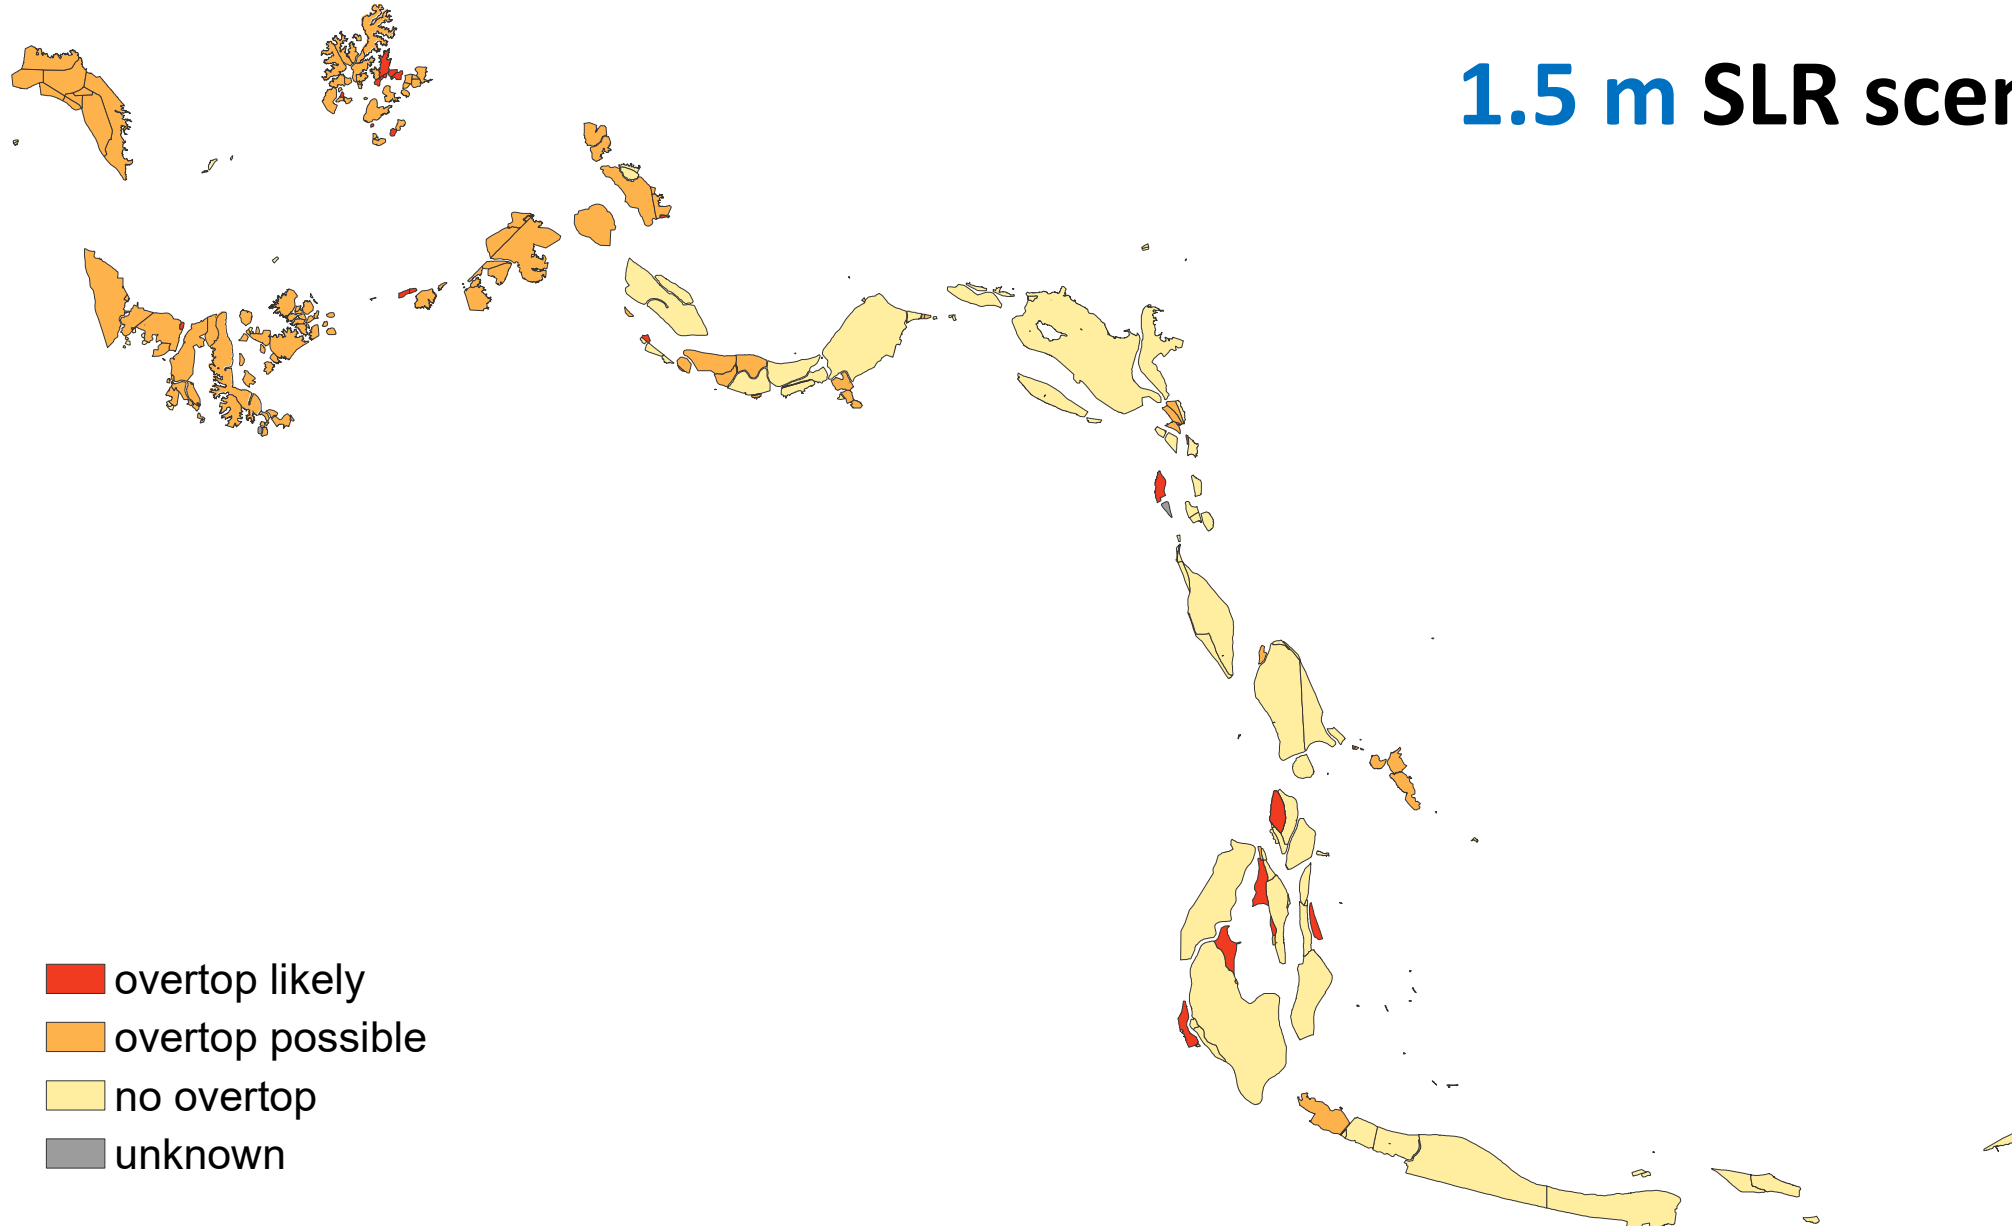 1.5 m SLR scer
overtop likely
overtop possible
no overtop
unknown